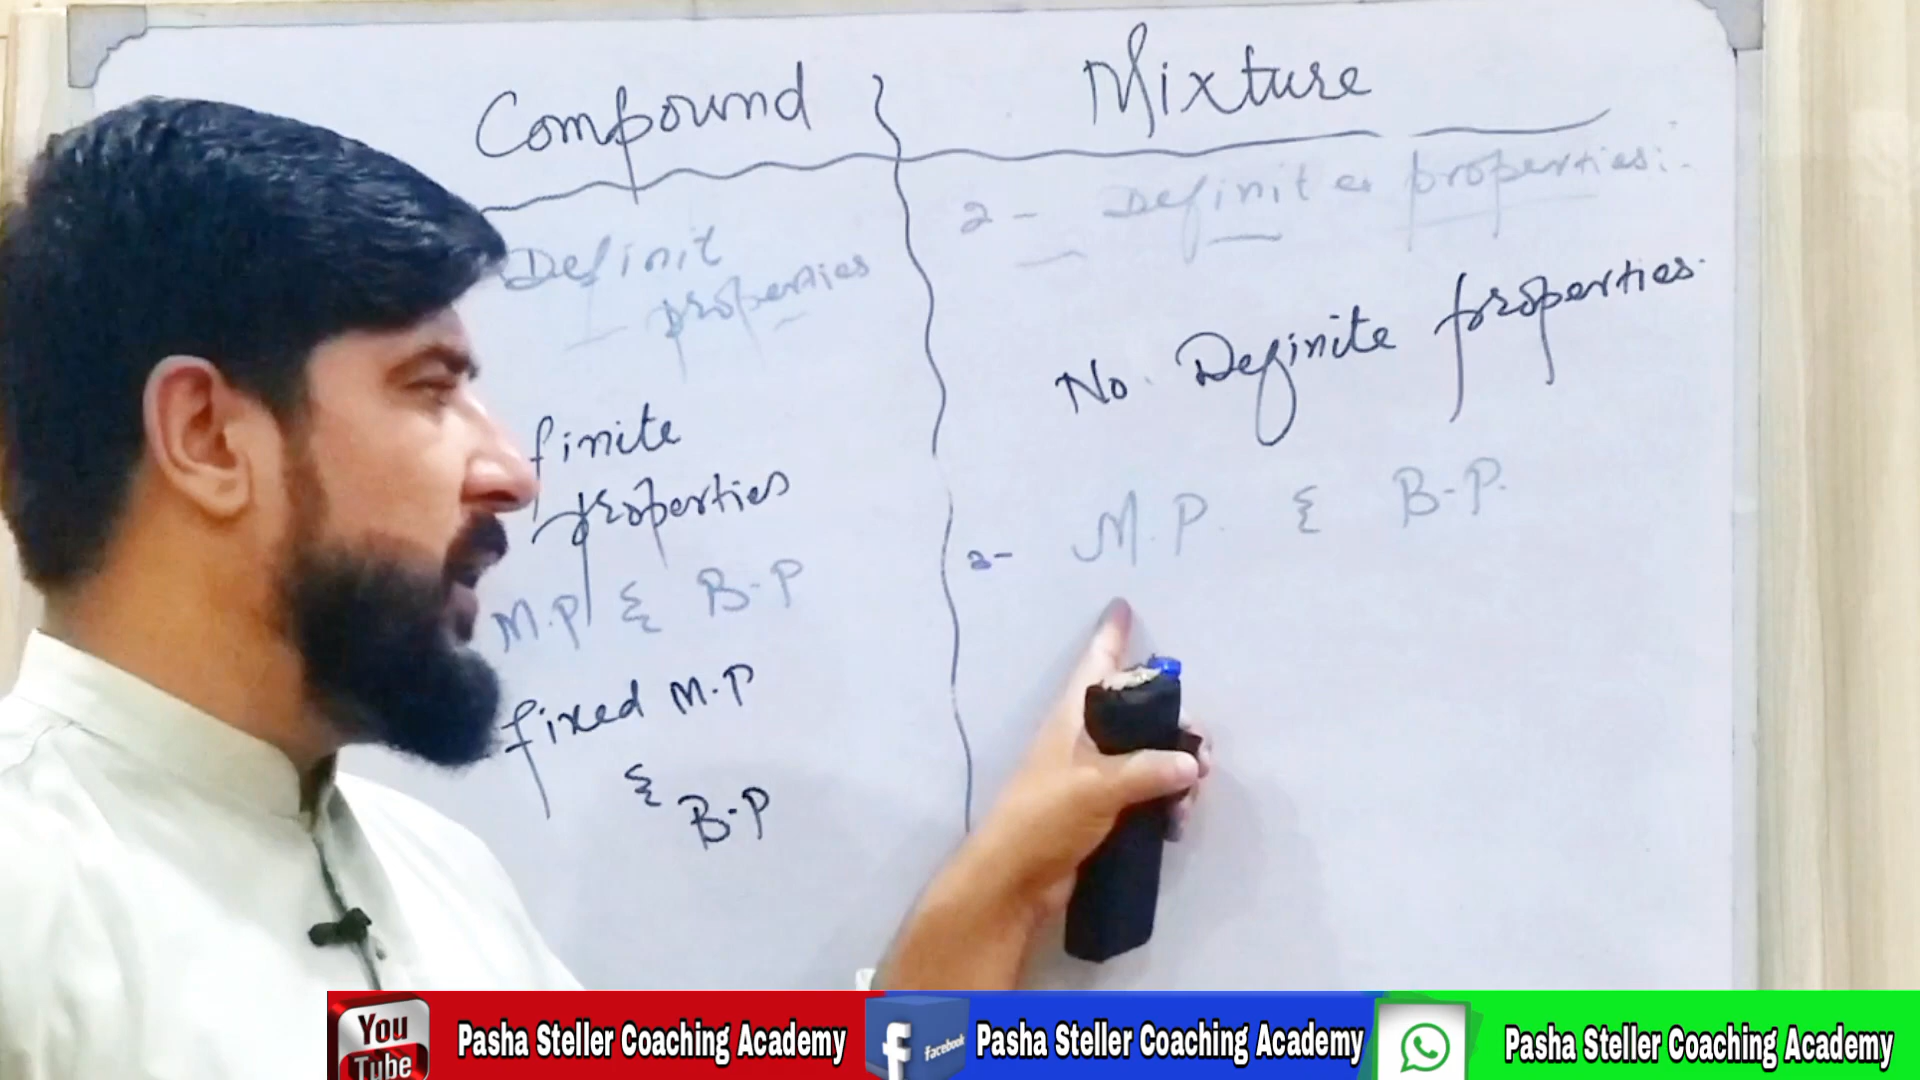 Compound
Definit
properties
finite
properties
M.P & B-P
fixed M.P
&
B-P
Mixture
2- Definite properties:-
No. Definite properties.
2- M.P. & B-P.
You
Tube
Pasha Steller Coaching Academy
facebook
Pasha Steller Coaching Academy
Pasha Steller Coaching Academy